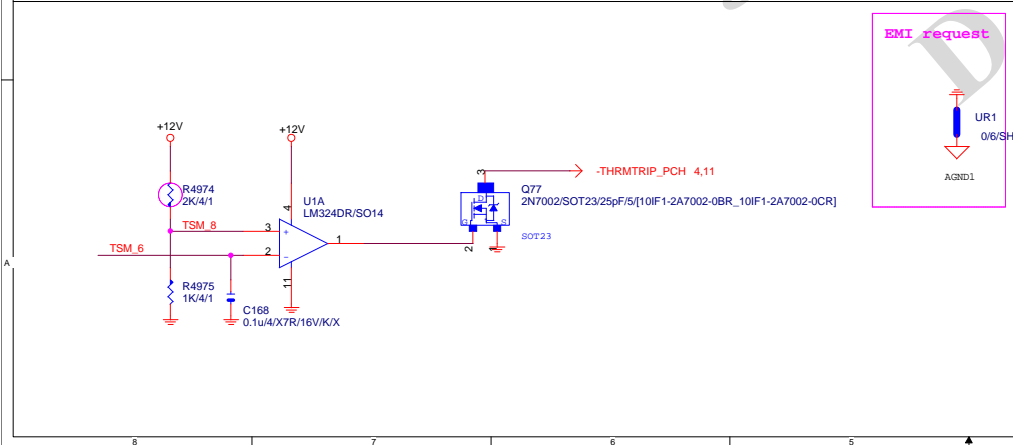 EMI request
UR1
0/6/SH
AGND1
+12V
+12V
R4974
2K/4/1
U1A
LM324DR/SO14
4
3
TSM_8
+
1
TSM_6
2
-
11
R4975
1K/4/1
C168
0.1u/4/X7R/16V/K/X
3
-THRMTRIP_PCH 4,11
Q77
2N7002/SOT23/25pF/5/[10IF1-2A7002-0BR_10IF1-2A7002-0CR]
D
G
S
SOT23
2
1
A
8
7
6
5
D